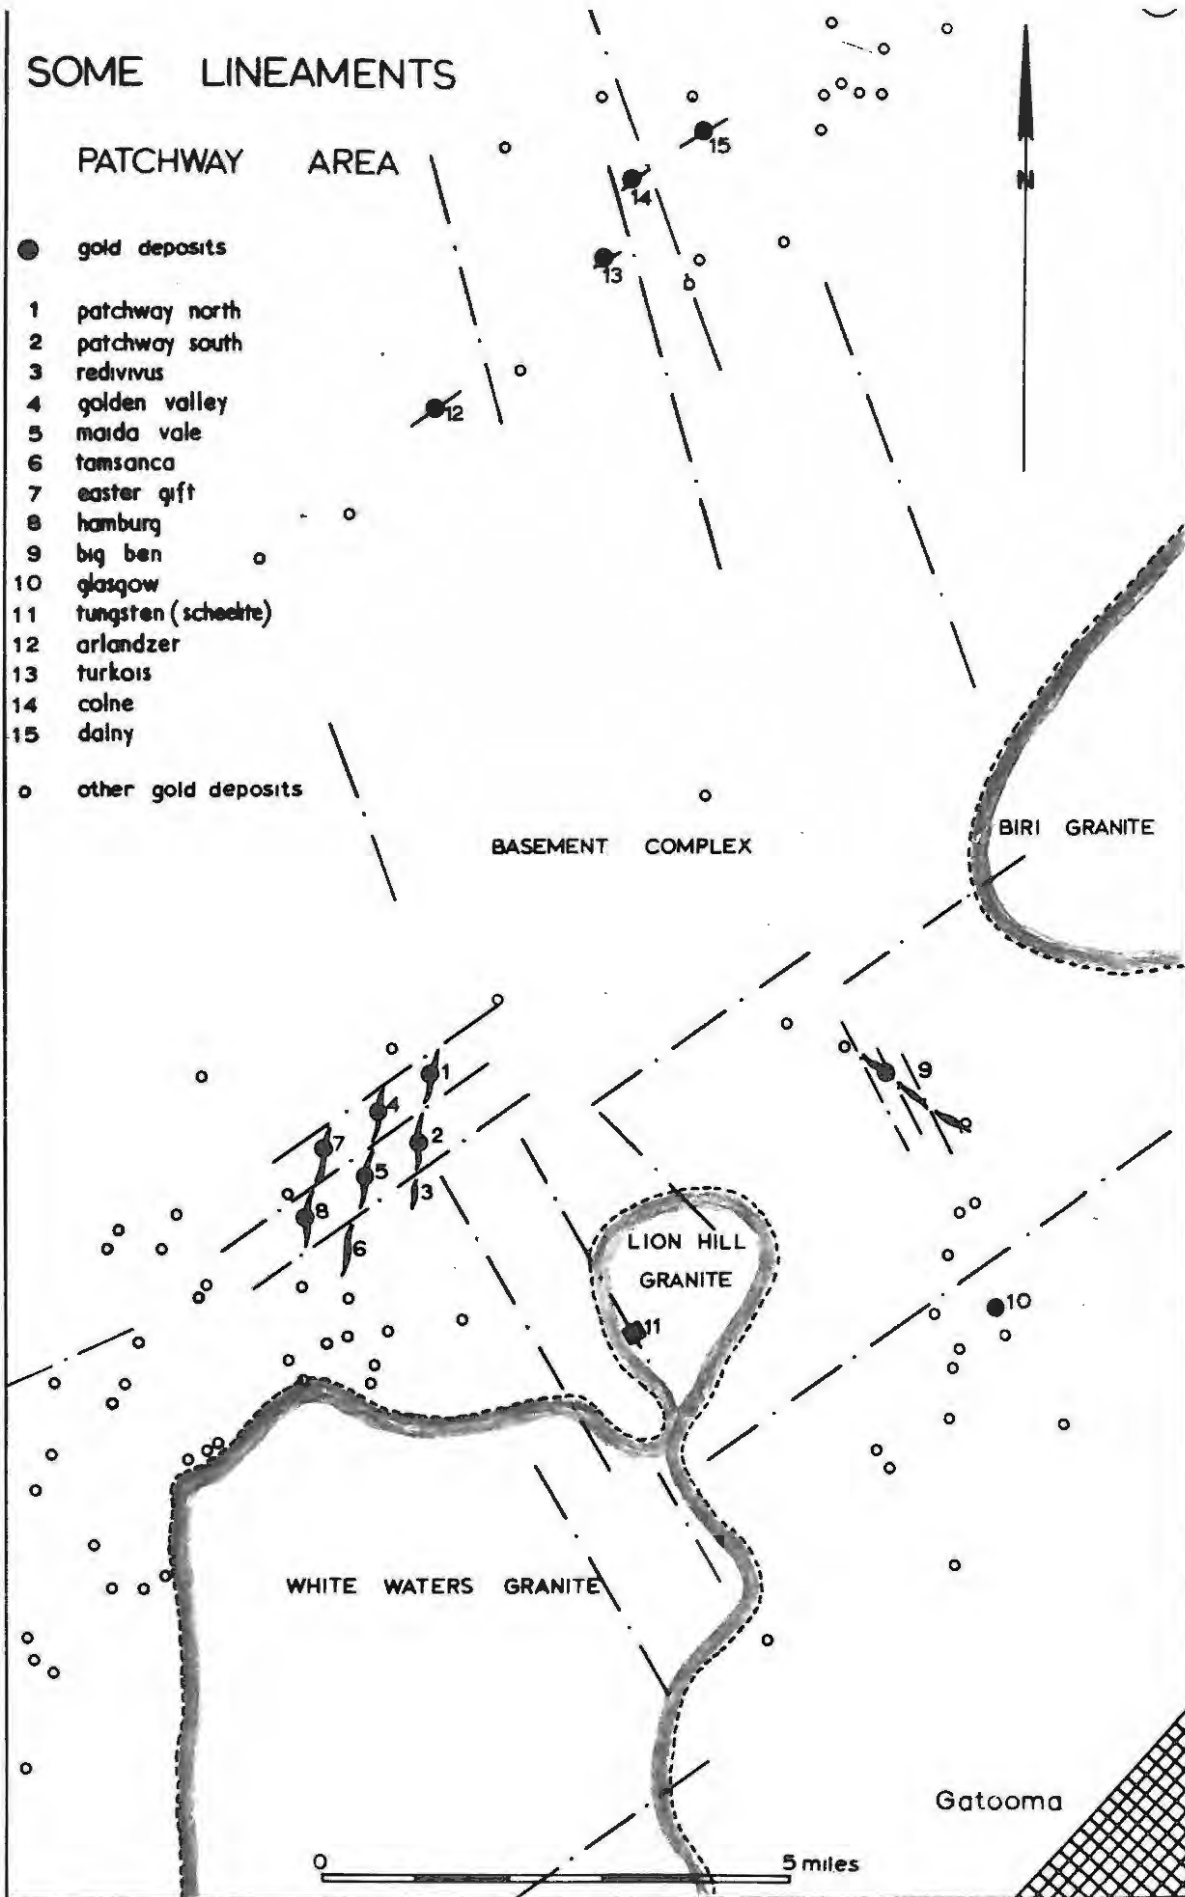 SOME LINEAMENTS
PATCHWAY AREA
gold deposits
1 patchway north
2 patchway south
3 redivivus
4 golden valley
5 maida vale
6 tamsanca
7 easter gift
8 hamburg
9 big ben
10 glasgow
11 tungsten (scheelite)
12 arlandzer
13 turkois
14 colne
15 dalny
other gold deposits
N
15
14
13
12
BASEMENT COMPLEX
BIRI GRANITE
1
9
4
2
7
5
3
8
6
LION HILL
GRANITE
10
11
WHITE WATERS GRANITE
Gatooma
0 5 miles